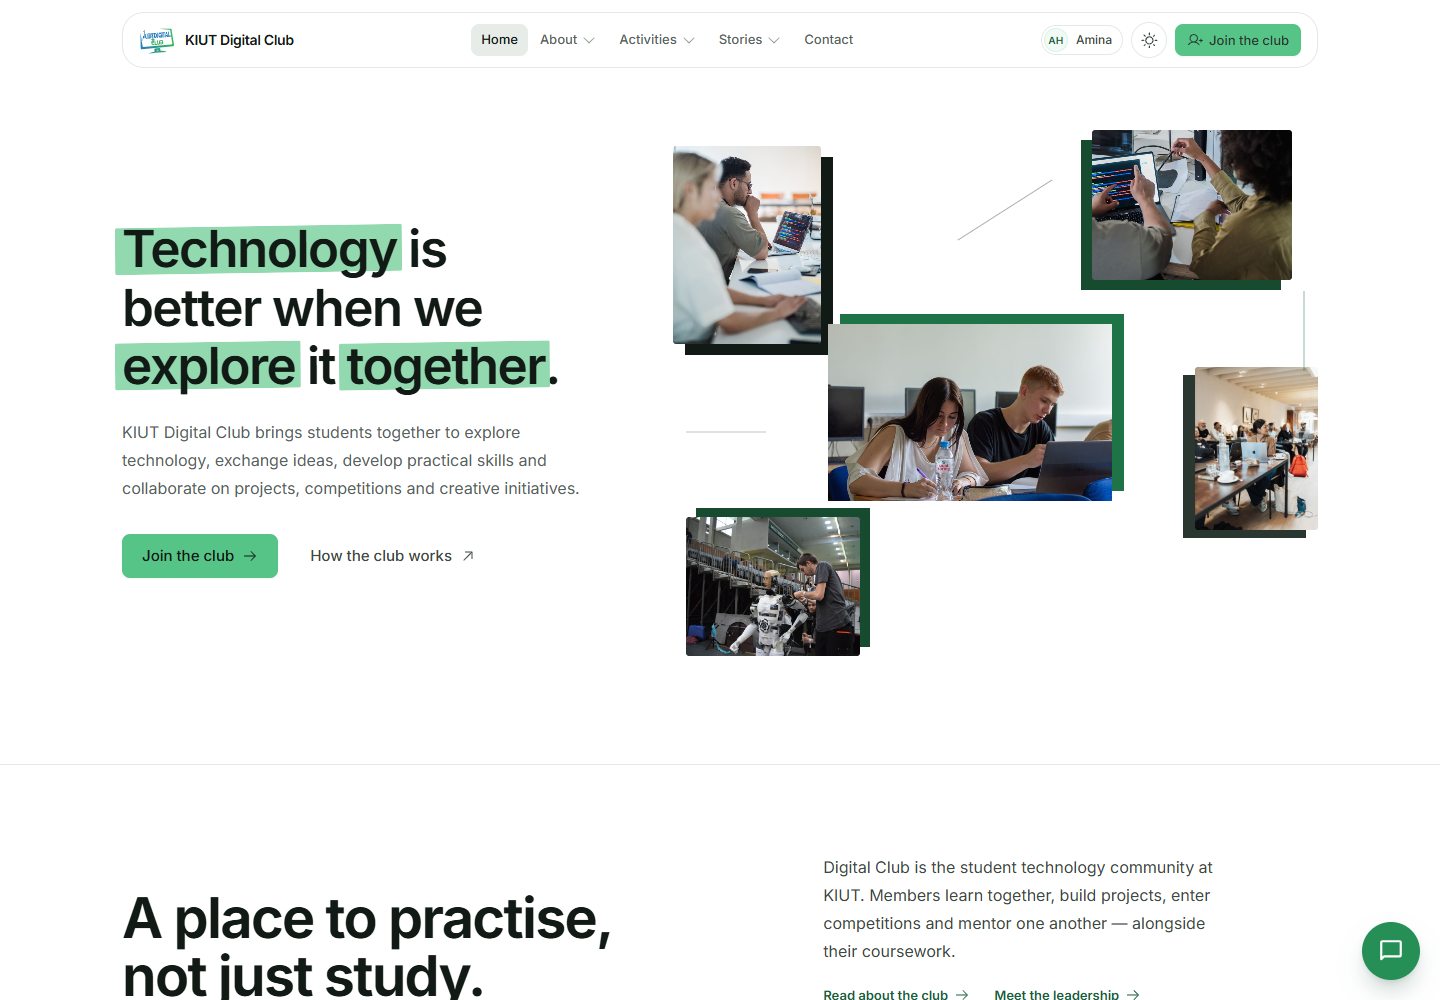 KIUT Digital Club
Home
About
Activities
Stories
Contact
AH
Amina
Join the club
Technology is
better when we
explore it together.
KIUT Digital Club brings students together to explore
technology, exchange ideas, develop practical skills and
collaborate on projects, competitions and creative initiatives.
Join the club
How the club works
A place to practise,
not just study.
Digital Club is the student technology community at
KIUT. Members learn together, build projects, enter
competitions and mentor one another — alongside
their coursework.
Read about the club
Meet the leadership